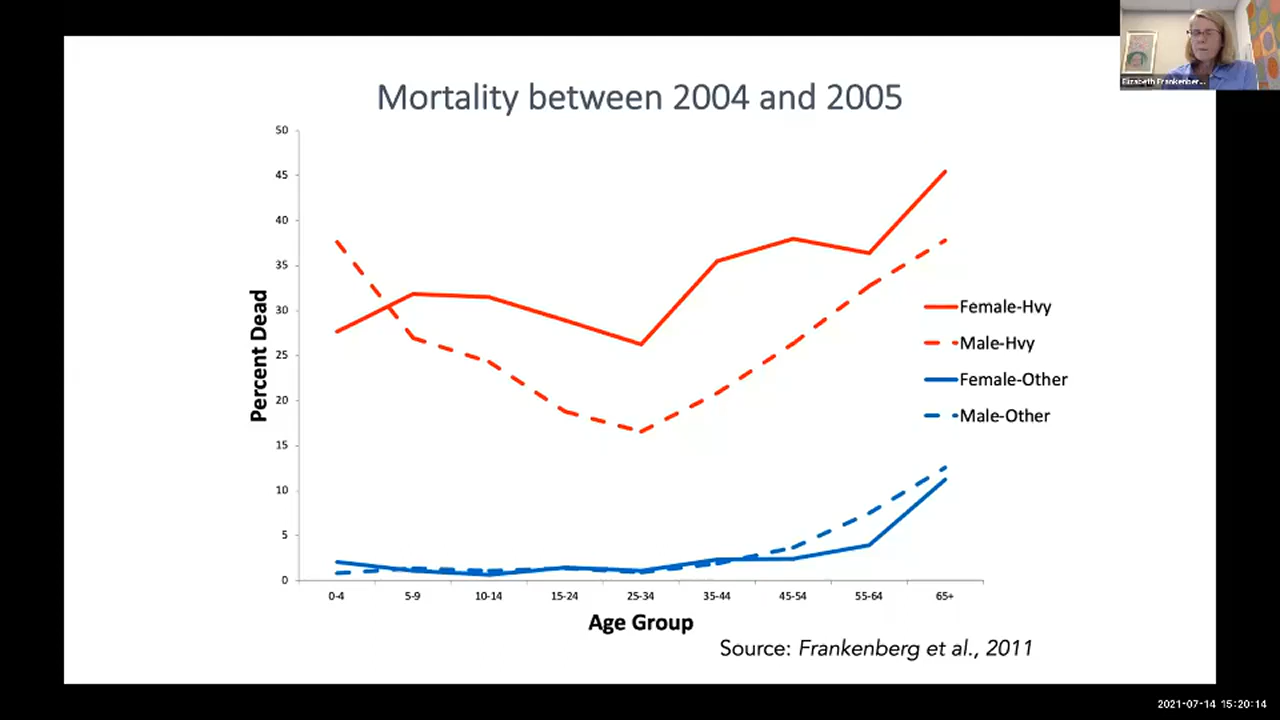 Elizabeth Frankenber...
Mortality between 2004 and 2005
50
45
40
35
30
25
20
15
10
5
0
Percent Dead
0-4 5-9 10-14 15-24 25-34 35-44 45-54 55-64 65+
Age Group
Female-Hvy
Male-Hvy
Female-Other
Male-Other
Source: Frankenberg et al., 2011
2021-07-14 15:20:14